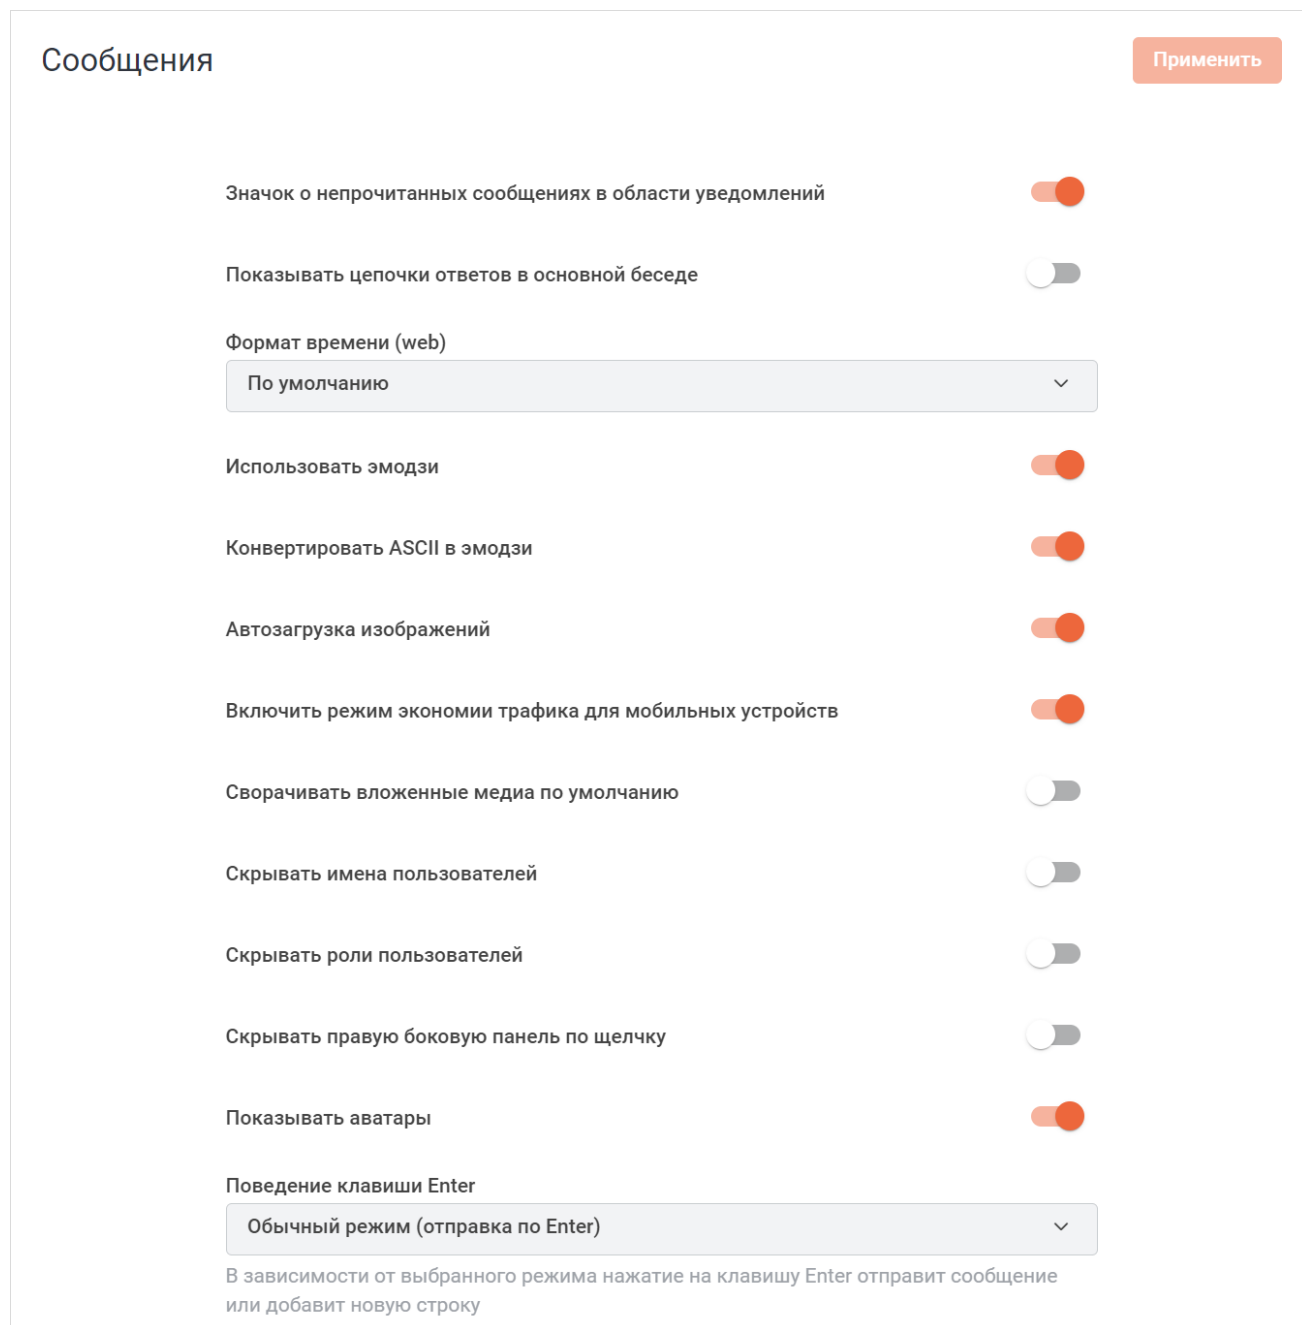 Сообщения
Применить
Значок о непрочитанных сообщениях в области уведомлений
Показывать цепочки ответов в основной беседе
Формат времени (web)
По умолчанию
Использовать эмодзи
Конвертировать ASCII в эмодзи
Автозагрузка изображений
Включить режим экономии трафика для мобильных устройств
Сворачивать вложенные медиа по умолчанию
Скрывать имена пользователей
Скрывать роли пользователей
Скрывать правую боковую панель по щелчку
Показывать аватары
Поведение клавиши Enter
Обычный режим (отправка по Enter)
В зависимости от выбранного режима нажатие на клавишу Enter отправит сообщение
или добавит новую строку